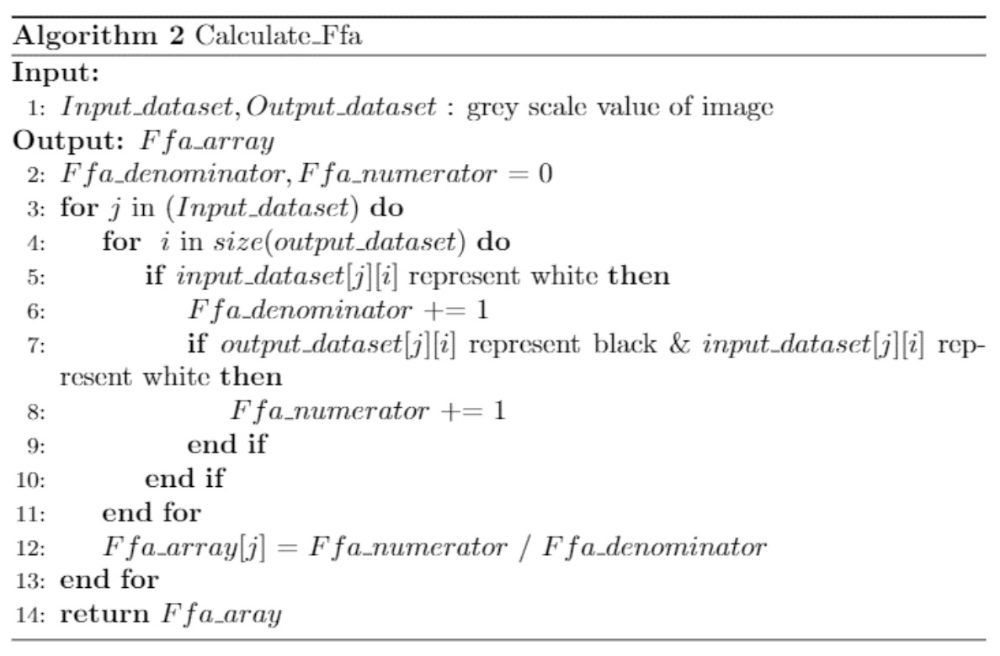 Algorithm 2 Calculate_Ffa
Input:
1: Input_dataset, Output_dataset : grey scale value of image
Output: Ffa_array
2: Ffa_denominator, Ffa_numerator = 0
3: for j in (Input_dataset) do
4: for i in size(output_dataset) do
5: if input_dataset[j][i] represent white then
6: Ffa_denominator += 1
7: if output_dataset[j][i] represent black & input_dataset[j][i] rep-
resent white then
8: Ffa_numerator += 1
9: end if
10: end if
11: end for
12: Ffa_array[j] = Ffa_numerator / Ffa_denominator
13: end for
14: return Ffa_aray